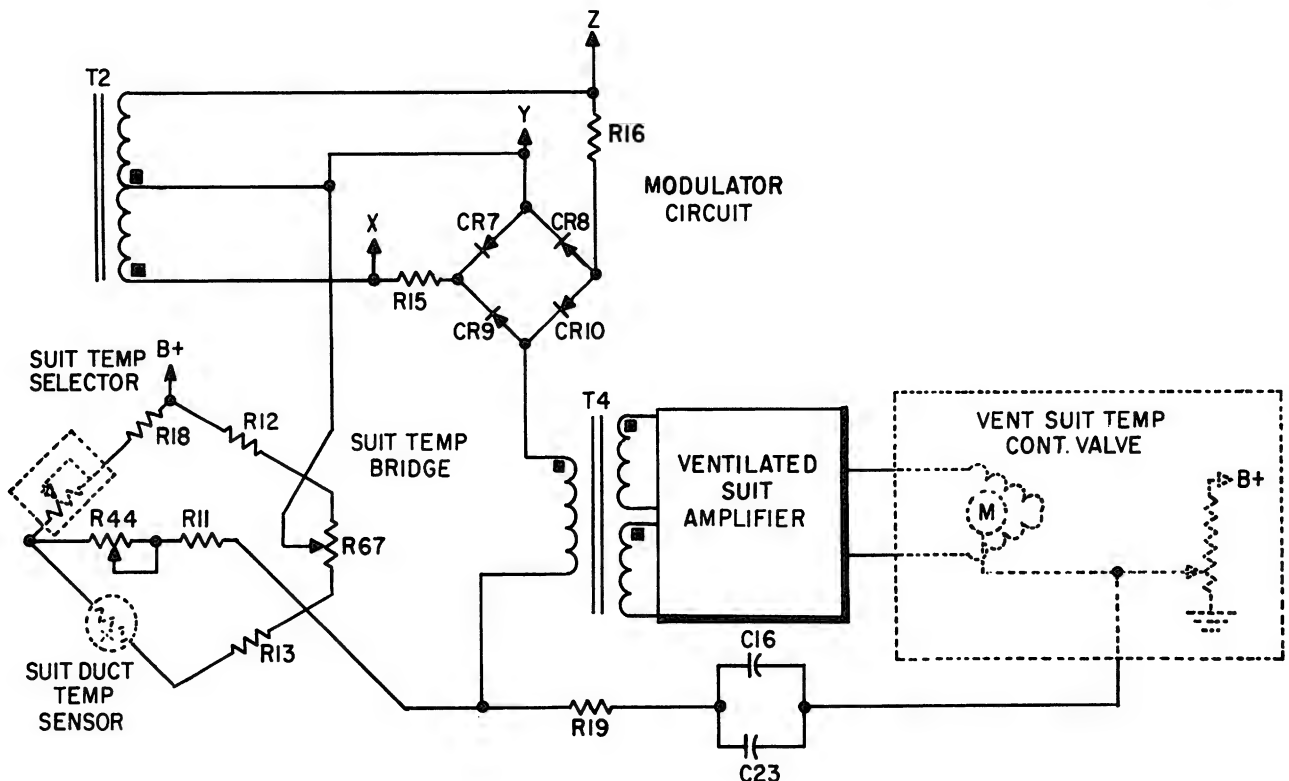 Z
T2
Y
R16
MODULATOR
CIRCUIT
X
CR7
CR8
R15
CR9
CR10
SUIT TEMP
SELECTOR
B+
R18
R12
T4
SUIT TEMP
BRIDGE
VENTILATED
SUIT
AMPLIFIER
VENT SUIT TEMP
CONT. VALVE
B+
M
R44
R11
R67
R13
SUIT DUCT
TEMP
SENSOR
C16
R19
C23